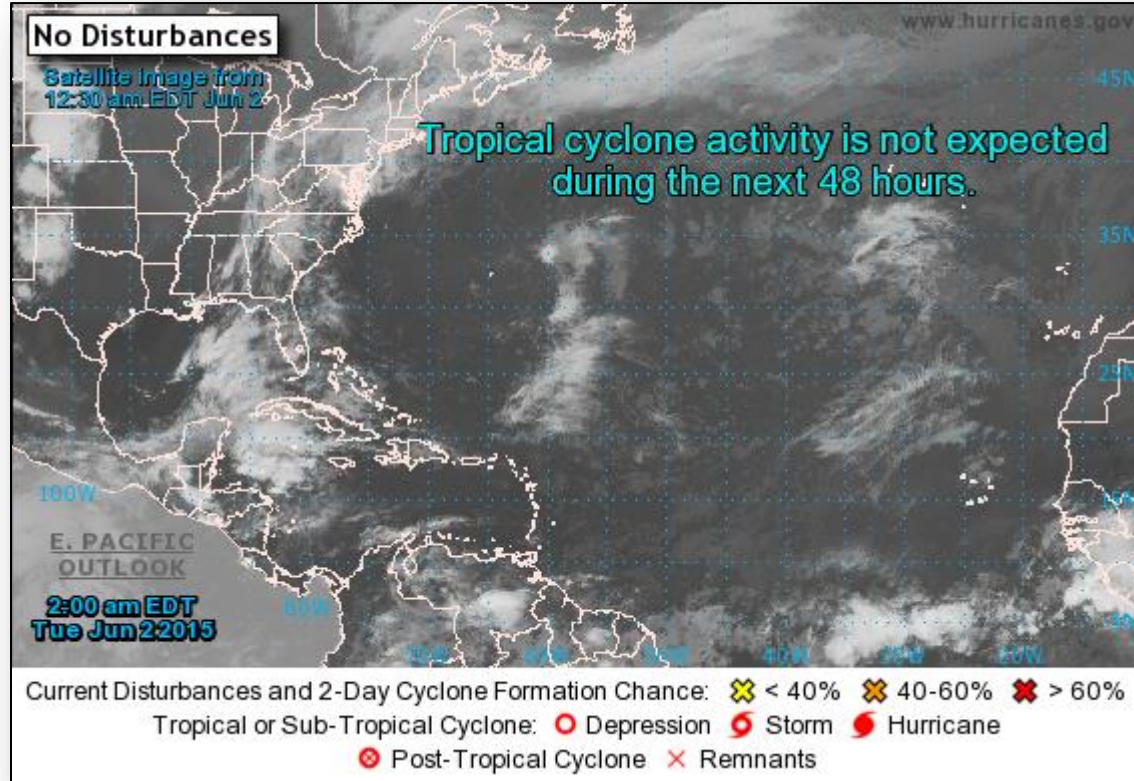 No Disturbances
www.hurricanes.gov
Satellite Image from
12:30 am EDT Jun 2
45N
Tropical cyclone activity is not expected
during the next 48 hours.
35N
25N
100W
15N
E. PACIFIC
OUTLOOK
2:00 am EDT
Tue Jun 2 2015
80W
60W
50W
40W
Current Disturbances and 2-Day Cyclone Formation Chance: < 40% 40-60% > 60%
Tropical or Sub-Tropical Cyclone: Depression Storm Hurricane
Post-Tropical Cyclone Remnants